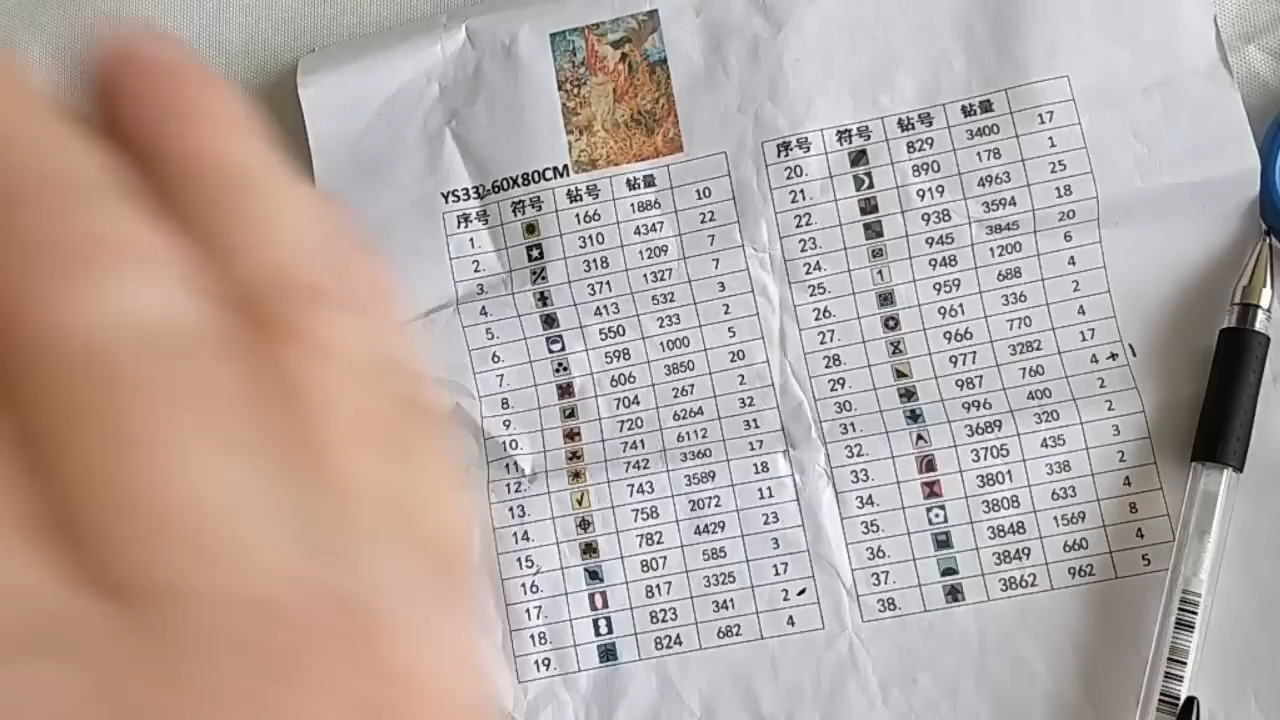 YS332-60X80CM
序号 符号 钻号 钻量
1. 166 1886 10
2. 310 4347 22
3. 318 1209 7
4. 371 1327 7
5. 413 532 3
6. 550 233 2
7. 598 1000 5
8. 606 3850 20
9. 704 267 2
10. 720 6264 32
11. 741 6112 31
12. 742 3360 17
13. 743 3589 18
14. 758 2072 11
15. 782 4429 23
16. 807 585 3
17. 817 3325 17
18. 823 341 2
19. 824 682 4
序号 符号 钻号 钻量
20. 829 3400 17
21. 890 178 1
22. 919 4963 25
23. 938 3594 18
24. 945 3845 20
25. 1 948 1200 6
26. 959 688 4
27. 961 336 2
28. 966 770 4
29. 977 3282 17
30. 987 760 4 + 1
31. 996 400 2
32. A 3689 320 2
33. 3705 435 3
34. 3801 338 2
35. 3808 633 4
36. 3848 1569 8
37. 3849 660 4
38. 3862 962 5